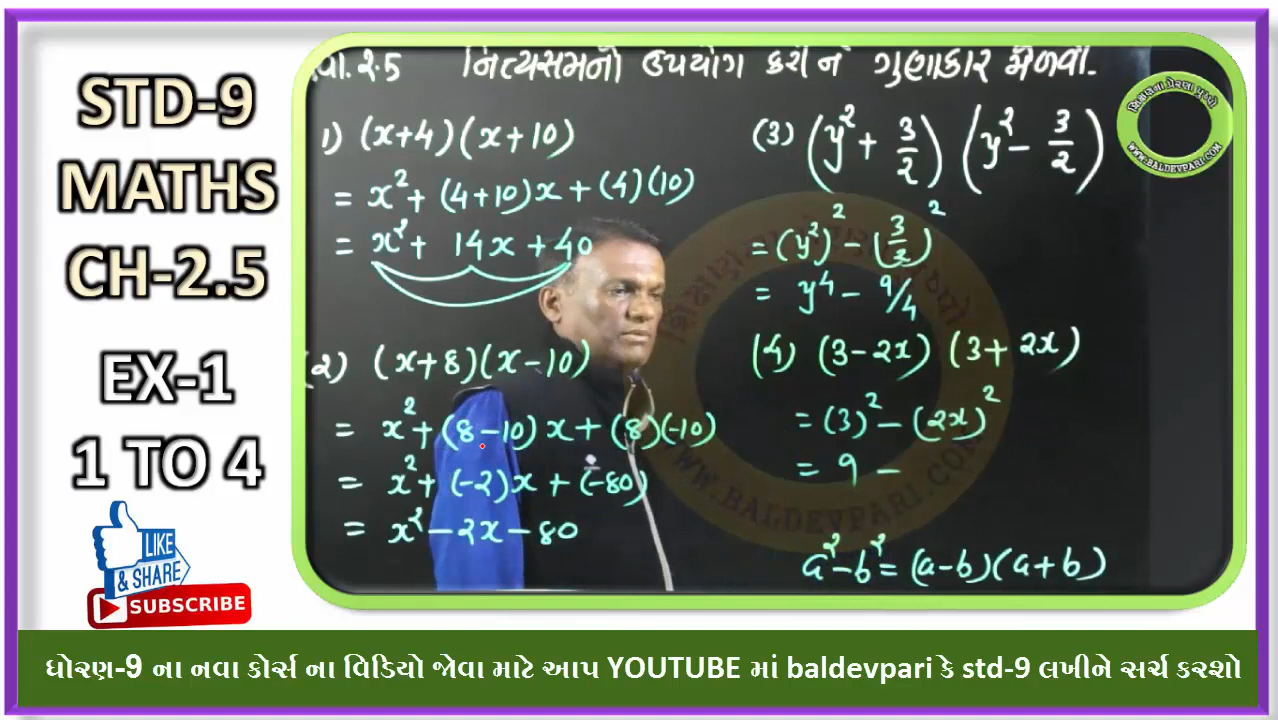 STD-9
MATHS
CH-2.5
EX-1
1 TO 4
LIKE
& SHARE
SUBSCRIBE
2.5 નિત્યસમનો ઉપયોગ કરી ને ગુણાકાર મેળવો.
1) (x+4)(x+10)
= x² + (4+10)x + (4)(10)
= x² + 14x + 40
(2) (x+8)(x-10)
= x² + (8-10)x + (8)(-10)
= x² + (-2)x + (-80)
= x² - 2x - 80
(3) (y² + 3/2) (y² - 3/2)
= (y²)² - (3/2)²
= y⁴ - 9/4
(4) (3-2x) (3+2x)
= (3)² - (2x)²
= 9 -
a² - b² = (a-b)(a+b)
WWW.BALDEVPARI.COM
ધોરણ-9 ના નવા કોર્સ ના વિડિયો જોવા માટે આપ YOUTUBE માં baldevpari કે std-9 લખીને સર્ચ કરશો